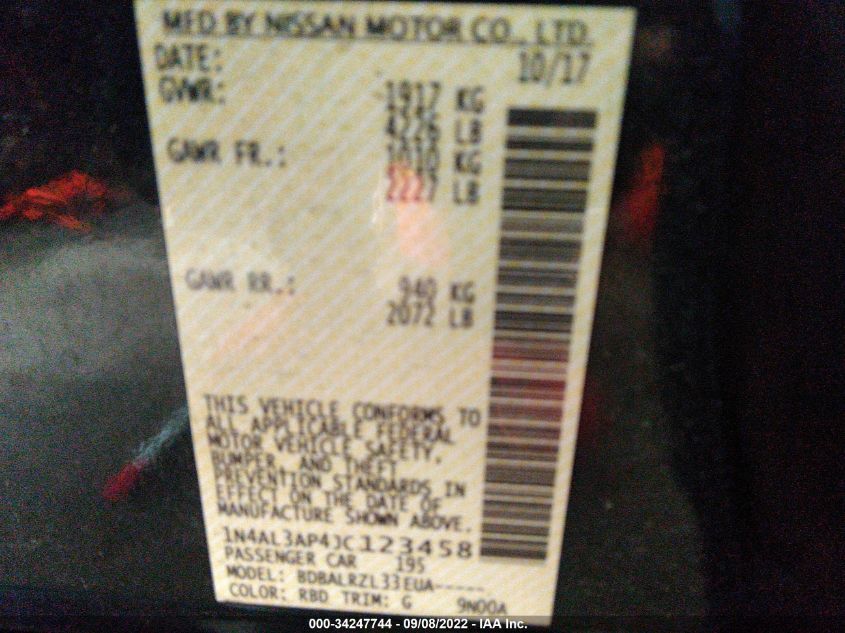 MFD BY NISSAN MOTOR CO., LTD.
DATE: 10/17
GVWR: 1917 KG
4226 LB
GAWR FR.: 1010 KG
2227 LB
GAWR RR.: 940 KG
2072 LB
THIS VEHICLE CONFORMS TO
ALL APPLICABLE FEDERAL
MOTOR VEHICLE SAFETY,
BUMPER, AND THEFT
PREVENTION STANDARDS IN
EFFECT ON THE DATE OF
MANUFACTURE SHOWN ABOVE.
1N4AL3AP4JC123458
PASSENGER CAR 195
MODEL: BDBALRZL33EUA-----
COLOR: RBD TRIM: G 9N00A
000-34247744 - 09/08/2022 - IAA Inc.